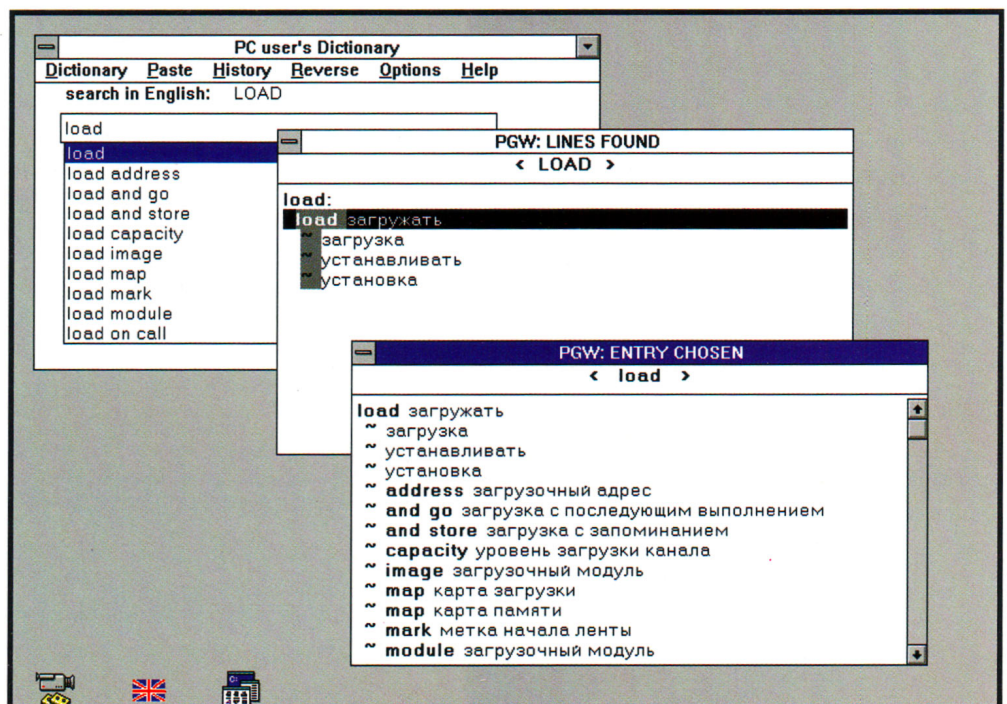 PC user's Dictionary
Dictionary Paste History Reverse Options Help
search in English: LOAD
load
load
load address
load and go
load and store
load capacity
load image
load map
load mark
load module
load on call
PGW: LINES FOUND
< LOAD >
load:
load загружать
~ загрузка
~ устанавливать
~ установка
PGW: ENTRY CHOSEN
< load >
load загружать
~ загрузка
~ устанавливать
~ установка
~ address загрузочный адрес
~ and go загрузка с последующим выполнением
~ and store загрузка с запоминанием
~ capacity уровень загрузки канала
~ image загрузочный модуль
~ map карта загрузки
~ map карта памяти
~ mark метка начала ленты
~ module загрузочный модуль